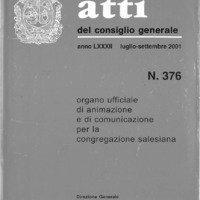 atti
del consiglio generale
anno LXXXII luglio-settembre 2001
N. 376
organo ufficiale
di animazione
e di comunicazione
per la
congregazione salesiana
Direzione Generale